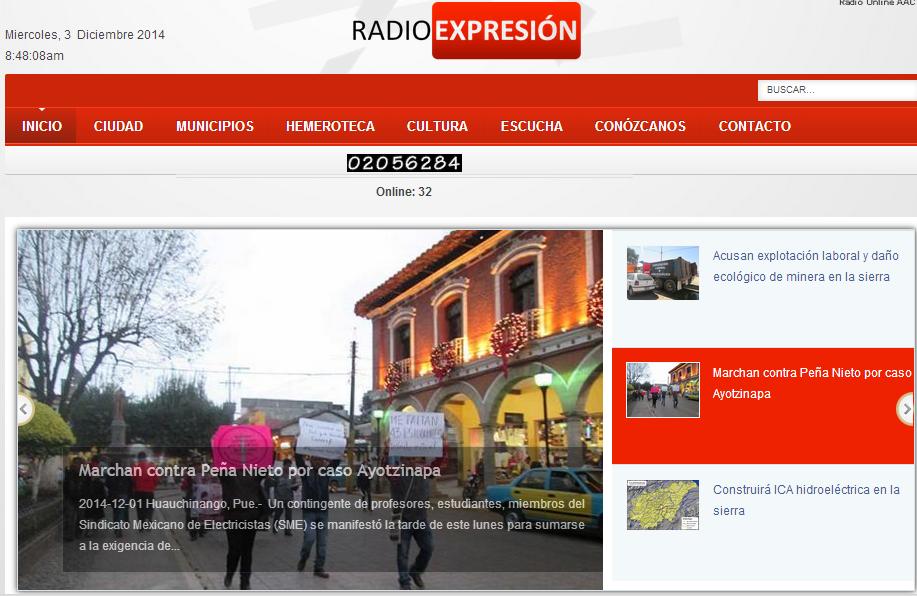 Radio Online AAC
Miercoles, 3 Diciembre 2014
8:48:08am
RADIO EXPRESIÓN
BUSCAR...
INICIO CIUDAD MUNICIPIOS HEMEROTECA CULTURA ESCUCHA CONÓZCANOS CONTACTO
02056284
Online: 32
ME FALTAN
43
Marchan contra Peña Nieto por caso Ayotzinapa
2014-12-01 Huauchinango, Pue.- Un contingente de profesores, estudiantes, miembros del
Sindicato Mexicano de Electricistas (SME) se manifestó la tarde de este lunes para sumarse
a la exigencia de...
Acusan explotación laboral y daño
ecológico de minera en la sierra
Marchan contra Peña Nieto por caso
Ayotzinapa
Construirá ICA hidroeléctrica en la
sierra